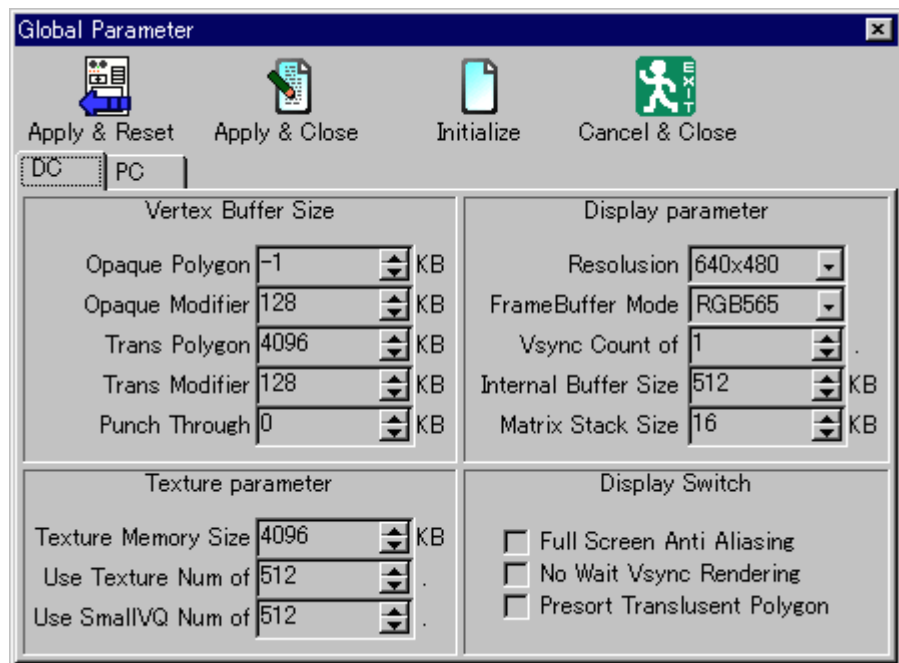 Global Parameter
EXIT
Apply & Reset
Apply & Close
Initialize
Cancel & Close
DC
PC
Vertex Buffer Size
Opaque Polygon -1 KB
Opaque Modifier 128 KB
Trans Polygon 4096 KB
Trans Modifier 128 KB
Punch Through 0 KB
Display parameter
Resolusion 640x480
FrameBuffer Mode RGB565
Vsync Count of 1 .
Internal Buffer Size 512 KB
Matrix Stack Size 16 KB
Texture parameter
Texture Memory Size 4096 KB
Use Texture Num of 512 .
Use SmallVQ Num of 512 .
Display Switch
Full Screen Anti Aliasing
No Wait Vsync Rendering
Presort Translusent Polygon